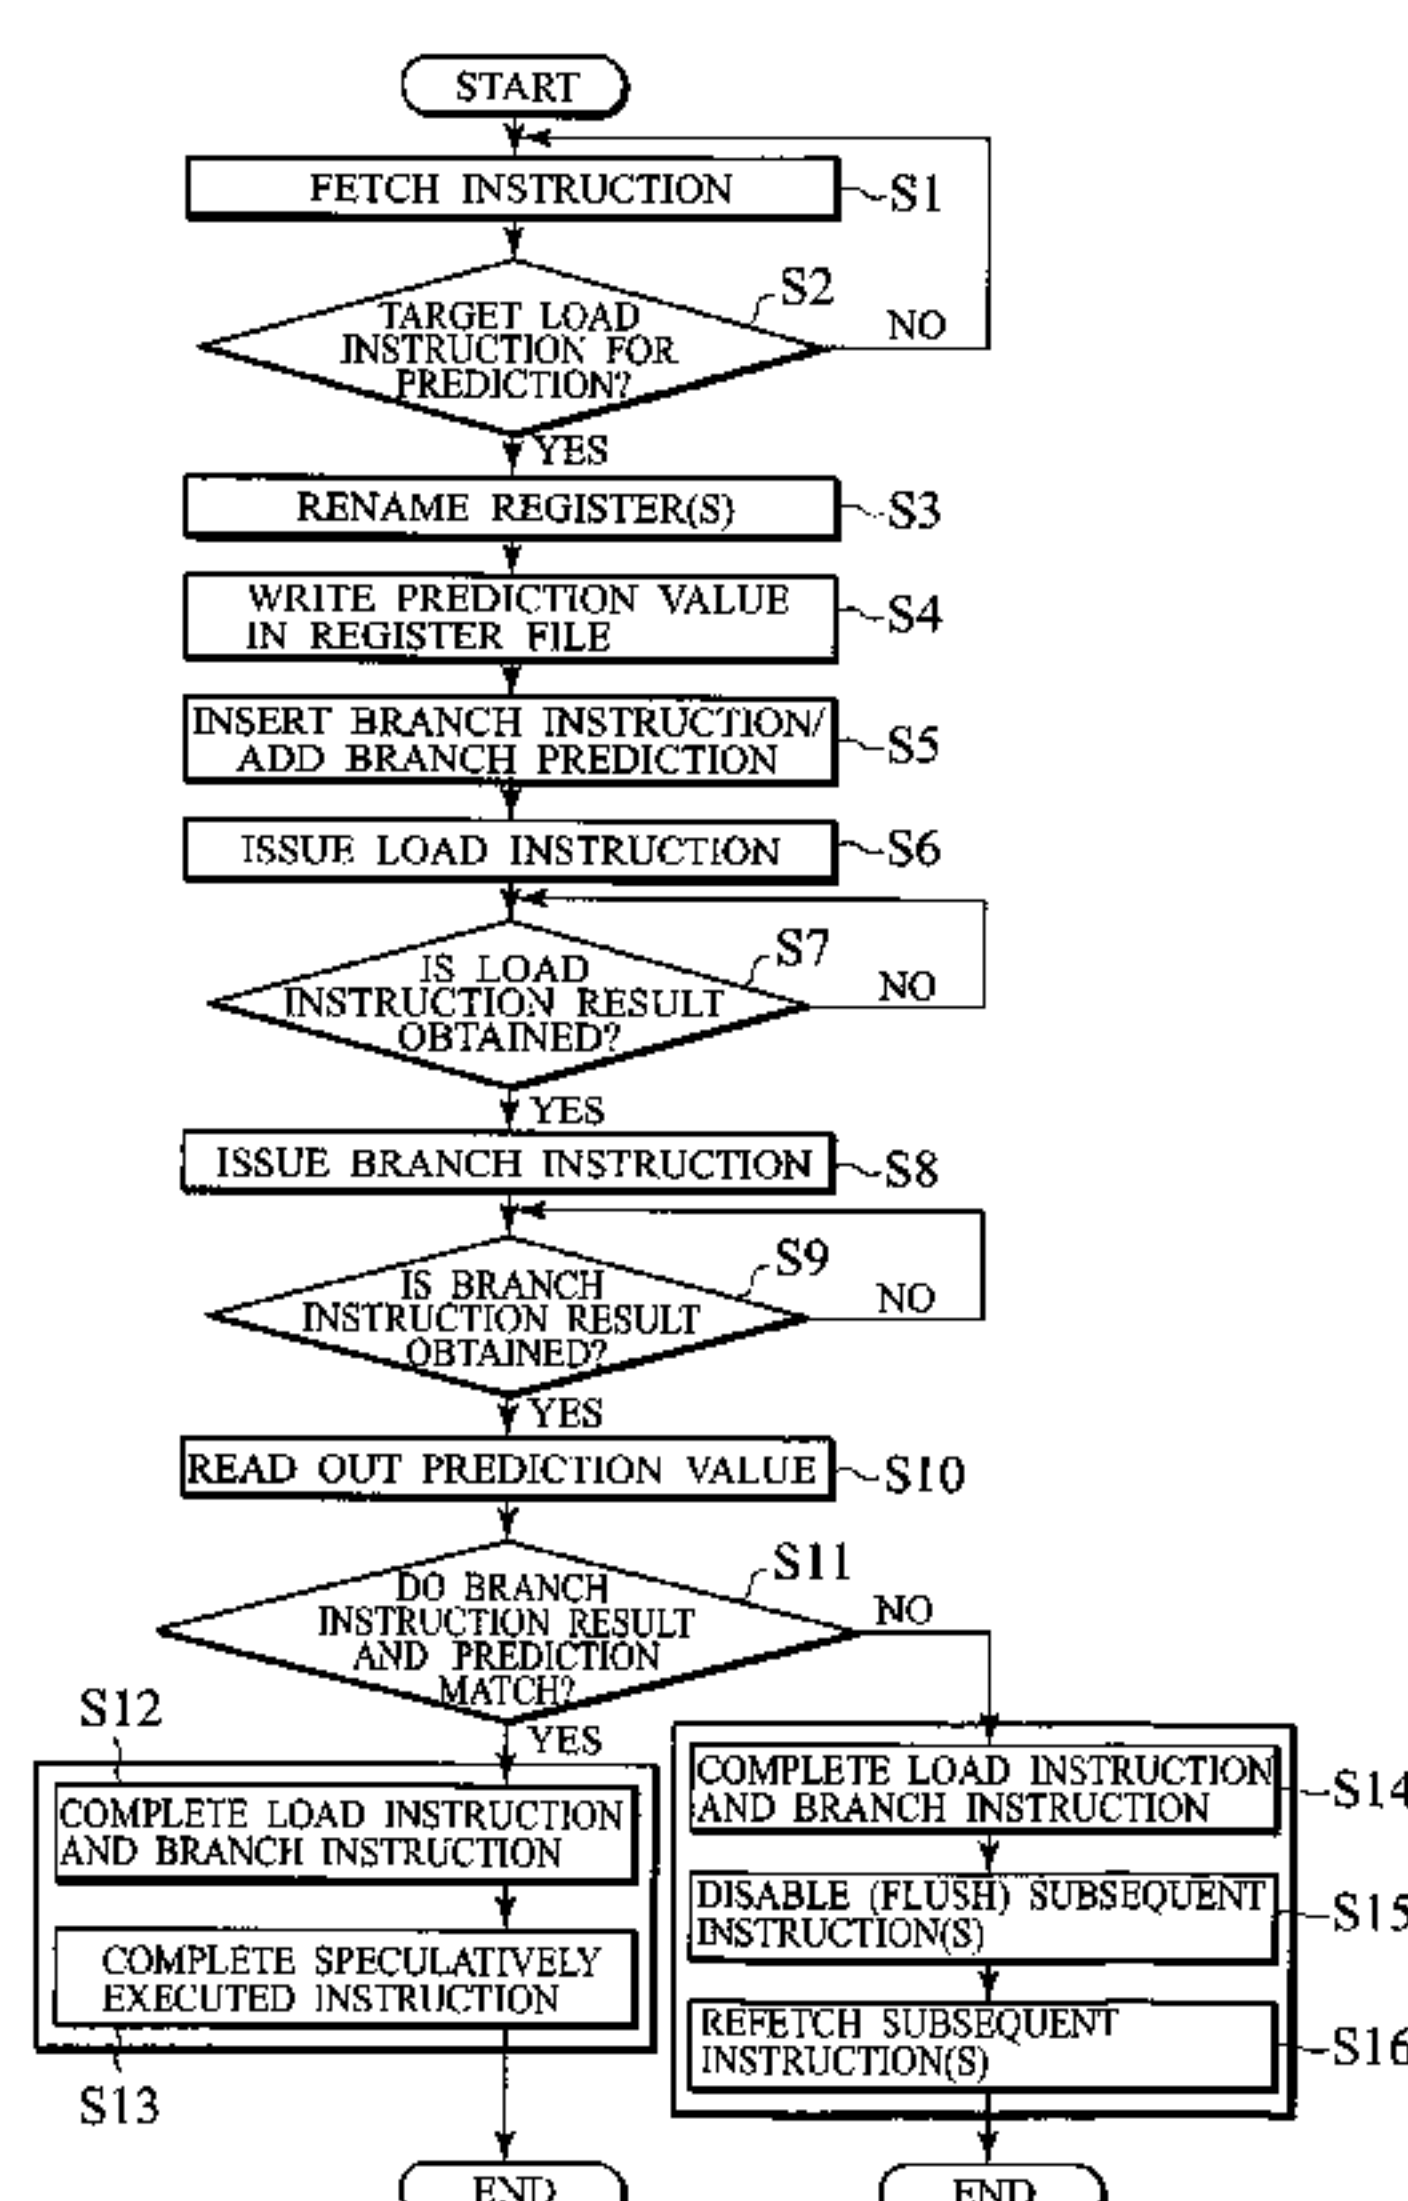 START
FETCH INSTRUCTION
S1
S2
TARGET LOAD
INSTRUCTION FOR
PREDICTION?
NO
YES
RENAME REGISTER(S)
S3
WRITE PREDICTION VALUE
IN REGISTER FILE
S4
INSERT BRANCH INSTRUCTION/
ADD BRANCH PREDICTION
S5
ISSUE LOAD INSTRUCTION
S6
S7
IS LOAD
INSTRUCTION RESULT
OBTAINED?
NO
YES
ISSUE BRANCH INSTRUCTION
S8
S9
IS BRANCH
INSTRUCTION RESULT
OBTAINED?
NO
YES
READ OUT PREDICTION VALUE
S10
S11
DO BRANCH
INSTRUCTION RESULT
AND PREDICTION
MATCH?
NO
YES
S12
COMPLETE LOAD INSTRUCTION
AND BRANCH INSTRUCTION
COMPLETE SPECULATIVELY
EXECUTED INSTRUCTION
S13
END
COMPLETE LOAD INSTRUCTION
AND BRANCH INSTRUCTION
S14
DISABLE (FLUSH) SUBSEQUENT
INSTRUCTION(S)
S15
REFETCH SUBSEQUENT
INSTRUCTION(S)
S16
END